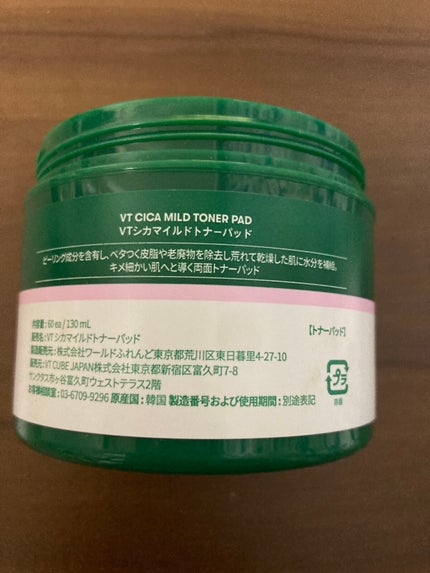 VT CICA MILD TONER PAD
VTシカマイルドトナーパッド
ピーリング成分を含有し、ベタつく皮脂や老廃物を除去し荒れて乾燥した肌に水分を補給。
キメ細かい肌へと導く両面トナーパッド
内容量 : 60 ea / 130 mL
【トナーパッド】
販売名 : VT シカマイルドトナーパッド
製造販売元 : 株式会社ワールドふれんど東京都荒川区東日暮里4-27-10
販売元 : VT CUBE JAPAN株式会社東京都新宿区富久町7-8
サンクタス市ヶ谷富久町ウェストテラス2階
お客様相談室 : 03-6709-9296 原産国 : 韓国 製造番号および使用期間 : 別途表記
プラ
容器